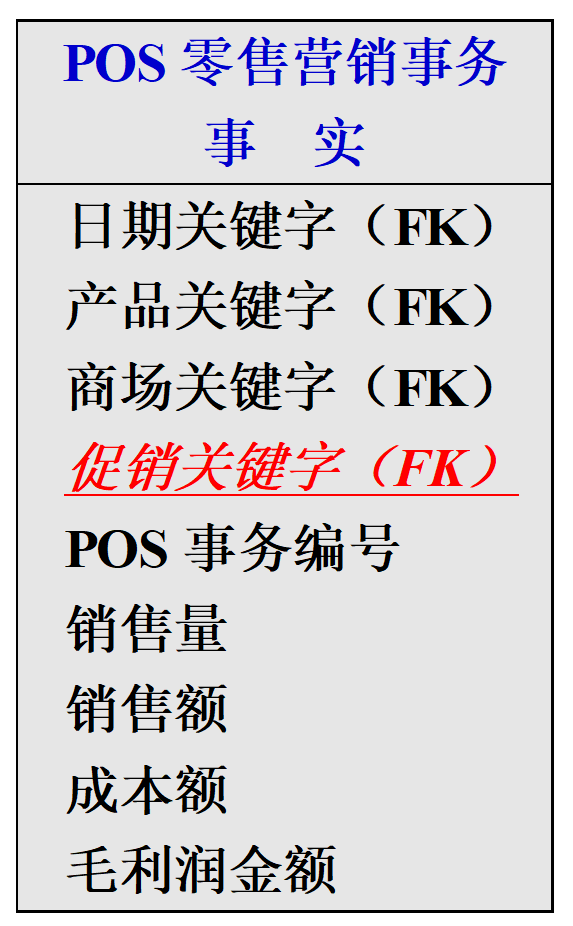 POS 零售营销事务
事 实
日期关键字（FK）
产品关键字（FK）
商场关键字（FK）
促销关键字（FK）
POS 事务编号
销售量
销售额
成本额
毛利润金额